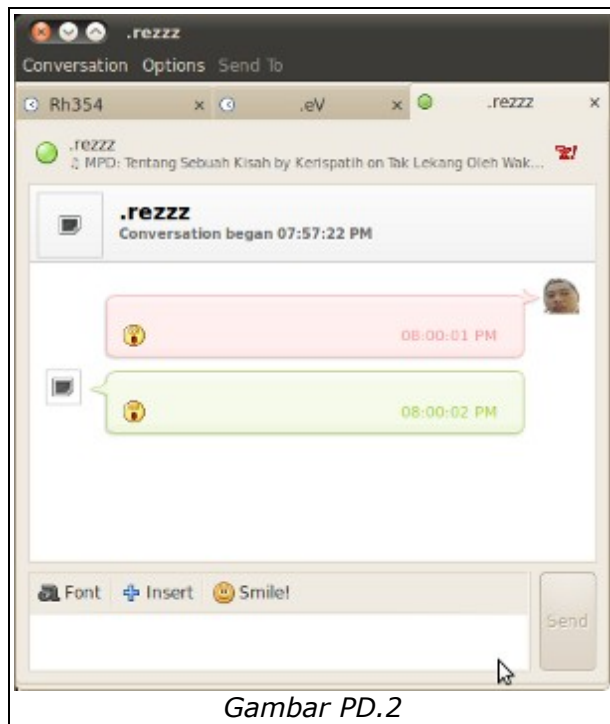 .rezzz
Conversation Options Send To
Rh354 x .eV x .rezzz x
.rezzz
♫ MPD: Tentang Sebuah Kisah by Kerispatih on Tak Lekang Oleh Wak...
Y!
.rezzz
Conversation began 07:57:22 PM
08:00:01 PM
08:00:02 PM
Font Insert Smile!
Send
Gambar PD.2